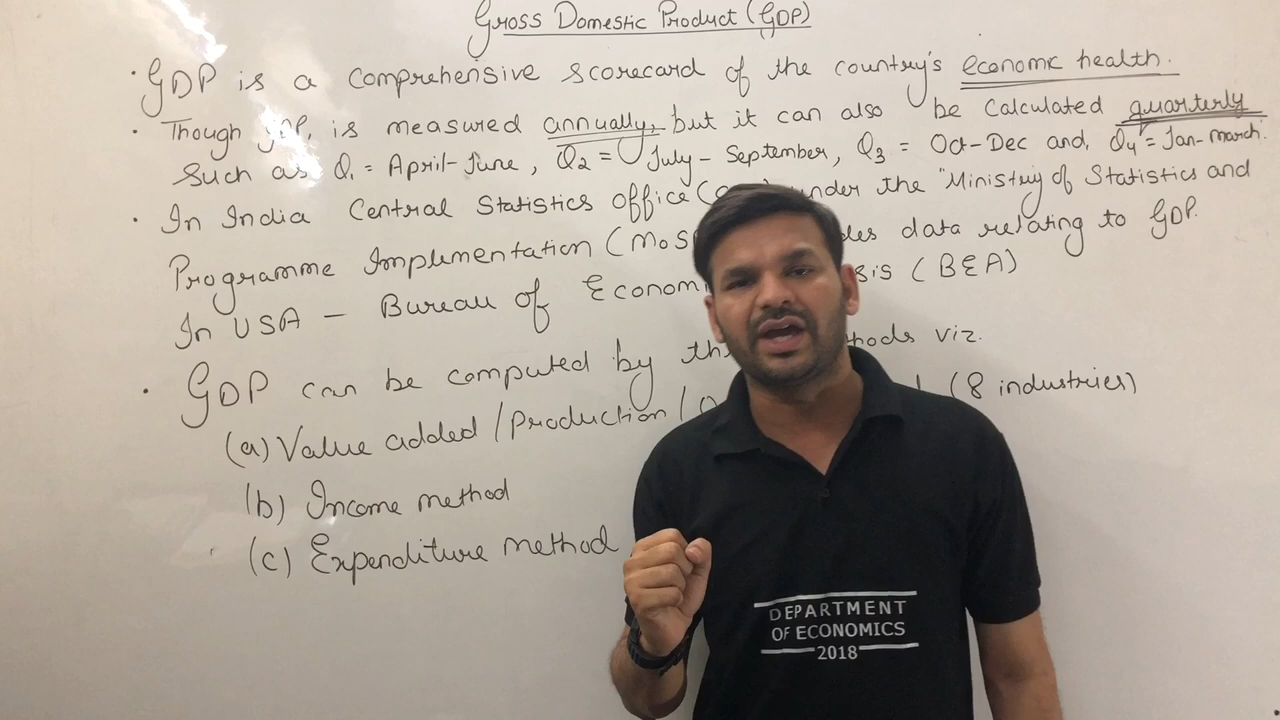 Gross Domestic Product (GDP)
· GDP is a comprehensive scorecard of the country's economic health.
· Though GDP, is measured annually, but it can also be calculated quarterly
Such as Q1 = April-June, Q2 = July - September, Q3 = Oct-Dec and, Q4 = Jan-march.
· In India Central Statistics office ( under the "Ministry of Statistics and
Programme Implementation (MoS data relating to GDP.
In USA - Bureau of Econom sis (BEA)
· GDP can be computed by viz.
(a) Value added /production / (8 industries)
(b) Income method
(c) Expenditure method
DEPARTMENT
OF ECONOMICS
2018